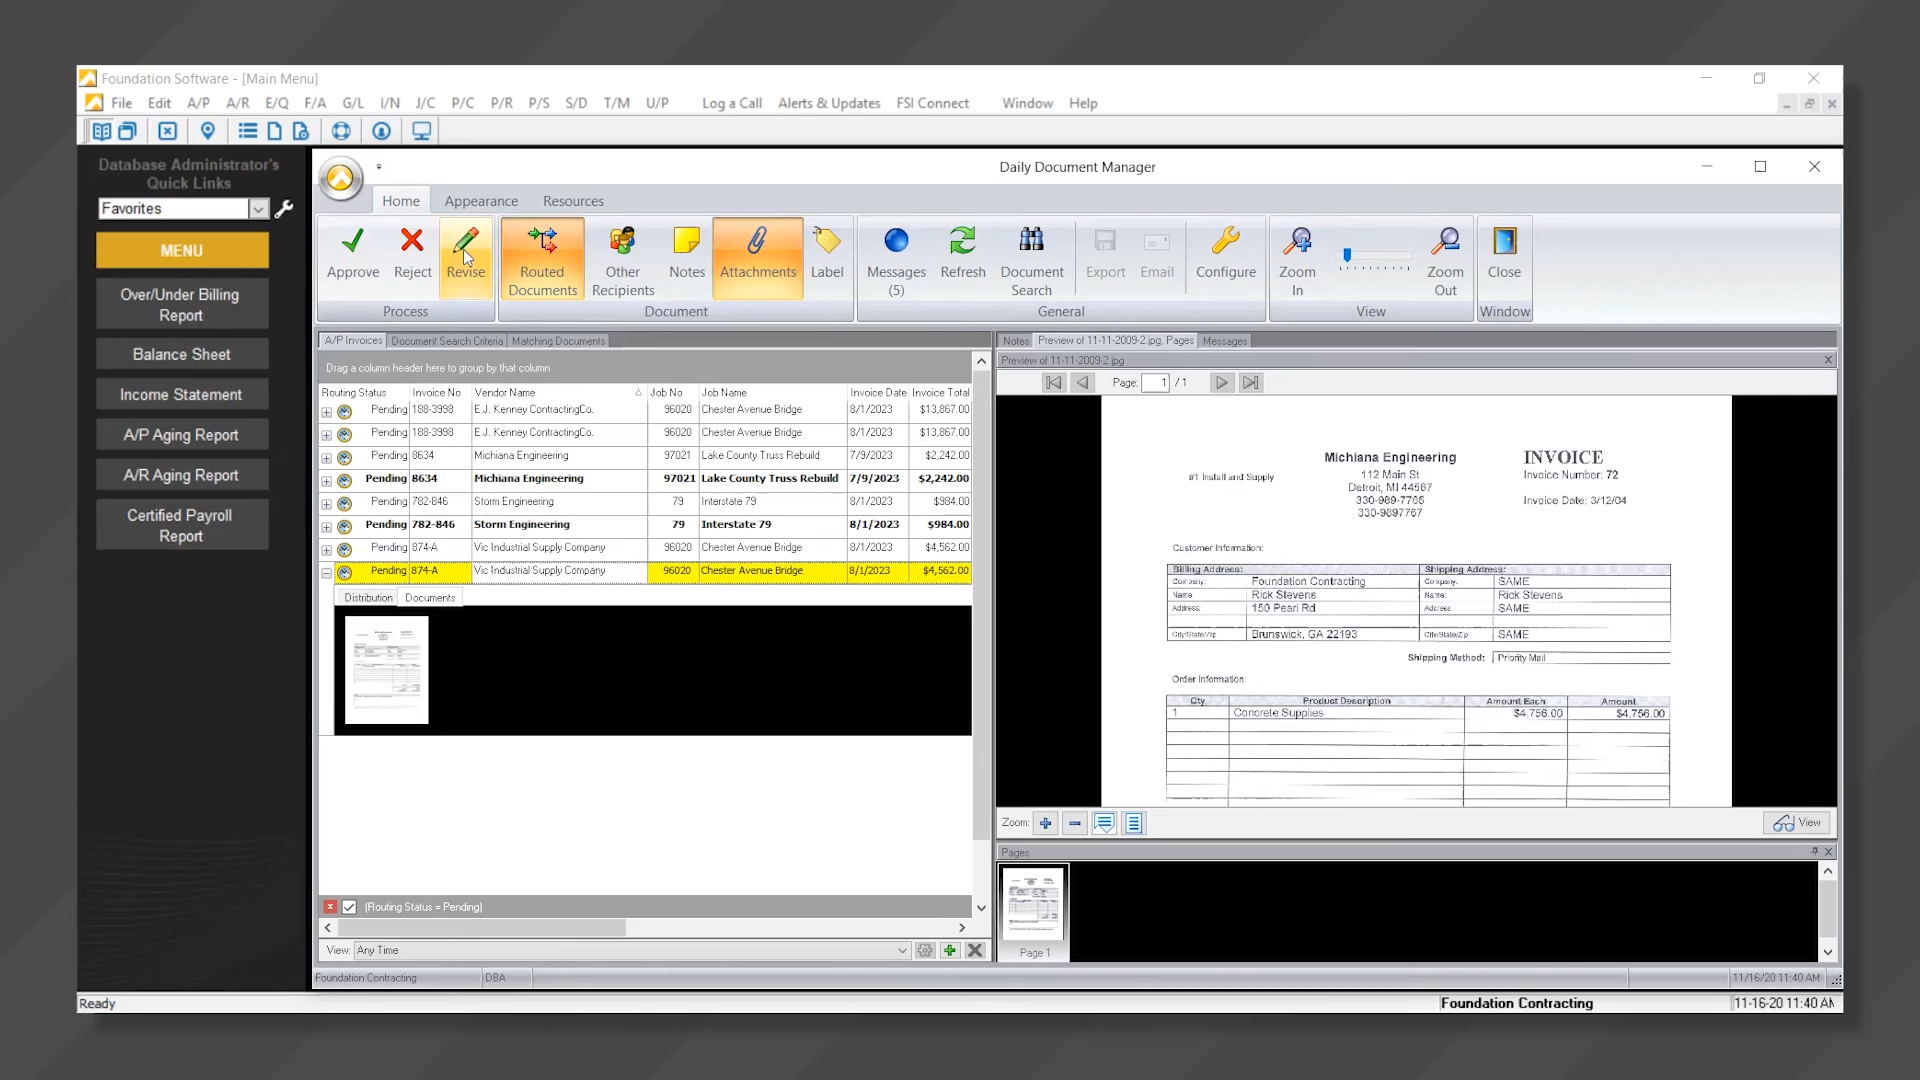 Foundation Software - [Main Menu]
File Edit A/P A/R E/Q F/A G/L I/N J/C P/C P/R P/S S/D T/M U/P Log a Call Alerts & Updates FSI Connect Window Help
Database Administrator's
Quick Links
Favorites
MENU
Over/Under Billing
Report
Balance Sheet
Income Statement
A/P Aging Report
A/R Aging Report
Certified Payroll
Report
Daily Document Manager
Home Appearance Resources
Approve Reject Revise
Process
Routed
Documents
Other
Recipients
Notes Attachments Label
Document
Messages
(5)
Refresh
Document
Search
Export Email Configure
General
Zoom
In
Zoom
Out
View
Close
Window
A/P Invoices Document Search Criteria Matching Documents
Drag a column header here to group by that column
Routing Status Invoice No Vendor Name Job No Job Name Invoice Date Invoice Total
Pending 188-3998 E.J. Kenney ContractingCo. 96020 Chester Avenue Bridge 8/1/2023 $13,867.00
Pending 188-3998 E.J. Kenney ContractingCo. 96020 Chester Avenue Bridge 8/1/2023 $13,867.00
Pending 8634 Michiana Engineering 97021 Lake County Truss Rebuild 7/9/2023 $2,242.00
Pending 8634 Michiana Engineering 97021 Lake County Truss Rebuild 7/9/2023 $2,242.00
Pending 782-846 Storm Engineering 79 Interstate 79 8/1/2023 $984.00
Pending 782-846 Storm Engineering 79 Interstate 79 8/1/2023 $984.00
Pending 874-A Vic Industrial Supply Company 96020 Chester Avenue Bridge 8/1/2023 $4,562.00
Pending 874-A Vic Industrial Supply Company 96020 Chester Avenue Bridge 8/1/2023 $4,562.00
Distribution Documents
(Routing Status = Pending)
View: Any Time
Foundation Contracting DBA
Notes Preview of 11-11-2009-2.jpg, Pages Messages
Preview of 11-11-2009-2.jpg
Page: 1 / 1
#1 Install and Supply
Michiana Engineering
112 Main St
Detroit, MI 44567
330-989-7765
330-9897767
INVOICE
Invoice Number: 72
Invoice Date: 3/12/04
Customer Information:
Billing Address: Shipping Address:
Company: Foundation Contracting Company: SAME
Name Rick Stevens Name: Rick Stevens
Address: 150 Pearl Rd Address: SAME
City/State/Zip Brunswick, GA 22193 City/State/Zip SAME
Shipping Method: Priority Mail
Order Information:
Qty Product Description Amount Each Amount
1 Concrete Supplies $4,756.00 $4,756.00
Zoom: View
Pages
Page 1
11/16/20 11:40 AM
Ready Foundation Contracting 11-16-20 11:40 AM